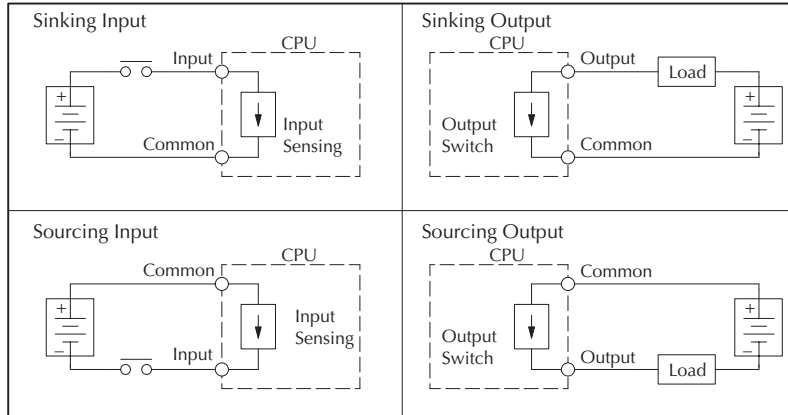 Sinking Input
CPU
Input
+
–
Input
Sensing
Common
Sinking Output
CPU
Output
Load
+
–
Output
Switch
Common
Sourcing Input
CPU
Common
+
–
Input
Sensing
Input
Sourcing Output
CPU
Common
+
–
Output
Switch
Output
Load